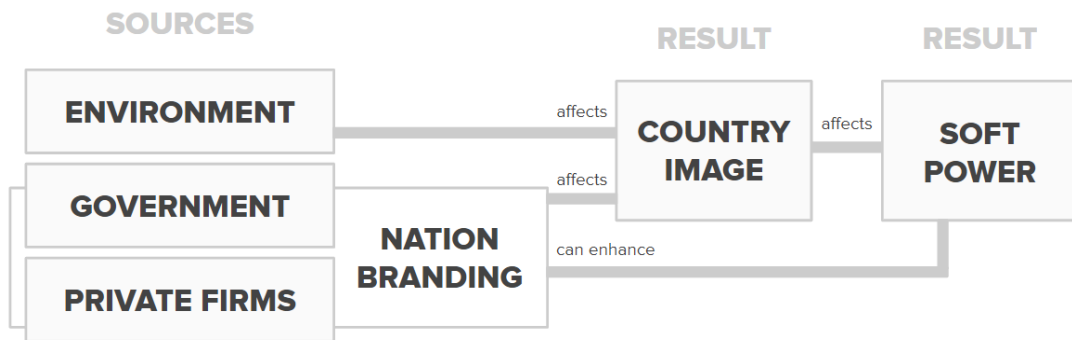 SOURCES
RESULT
RESULT
ENVIRONMENT
affects
COUNTRY
IMAGE
affects
SOFT
POWER
GOVERNMENT
affects
NATION
BRANDING
can enhance
PRIVATE FIRMS